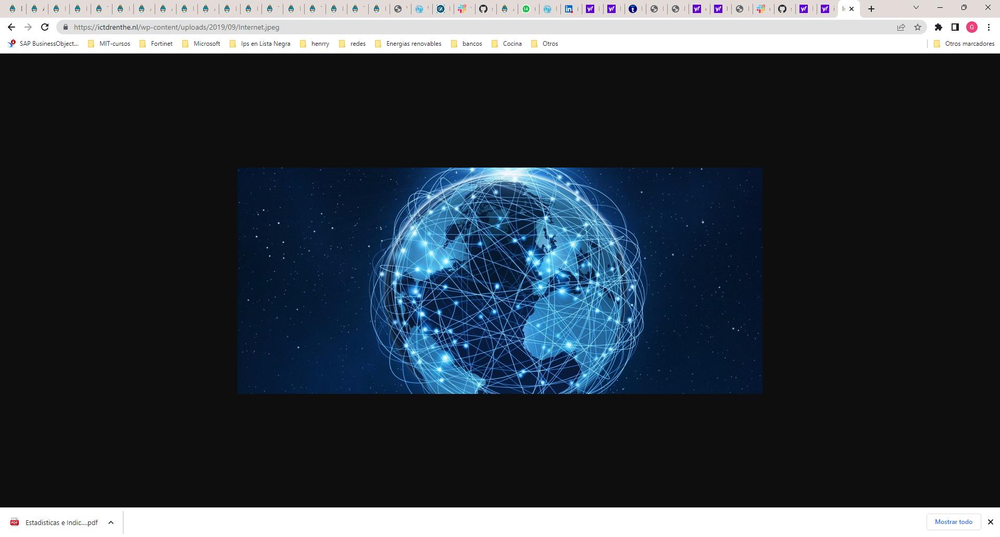 https://ictdrenthe.nl/wp-content/uploads/2019/09/Internet.jpeg
G
SAP BusinessObject...
MIT-cursos
Fortinet
Microsoft
Ips en Lista Negra
henrry
redes
Energias renovables
bancos
Cocina
Otros
Otros marcadores
Estadisticas e Indic....pdf
Mostrar todo